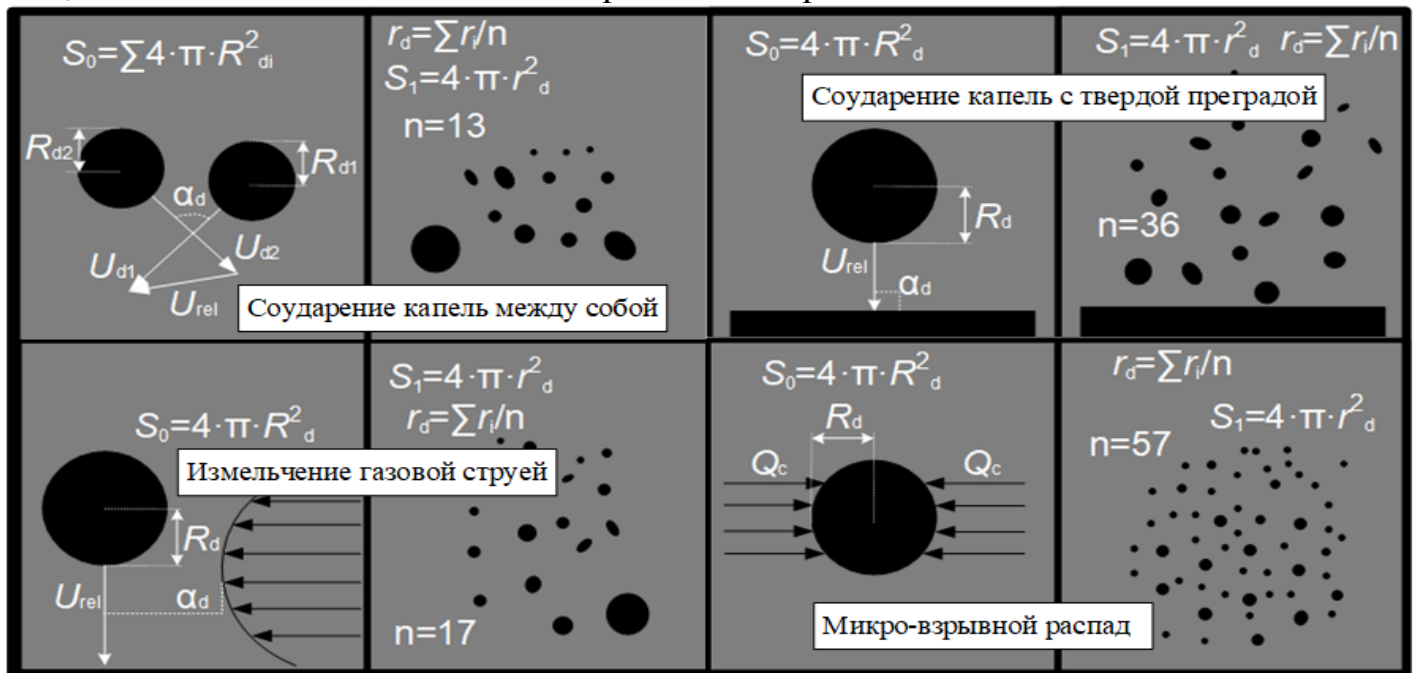 S₀=∑4·π·R²di
Rd2
Rd1
αd
Ud1
Ud2
Urel
rd=∑ri/n
S₁=4·π·r²d
n=13
Соударение капель между собой
S₀=4·π·R²d
Rd
Urel
αd
S₁=4·π·r²d rd=∑ri/n
n=36
Соударение капель с твердой преградой
S₀=4·π·R²d
Rd
Urel
αd
S₁=4·π·r²d
rd=∑ri/n
n=17
Измельчение газовой струей
S₀=4·π·R²d
Rd
Qc
Qc
rd=∑ri/n
S₁=4·π·r²d
n=57
Микро-взрывной распад